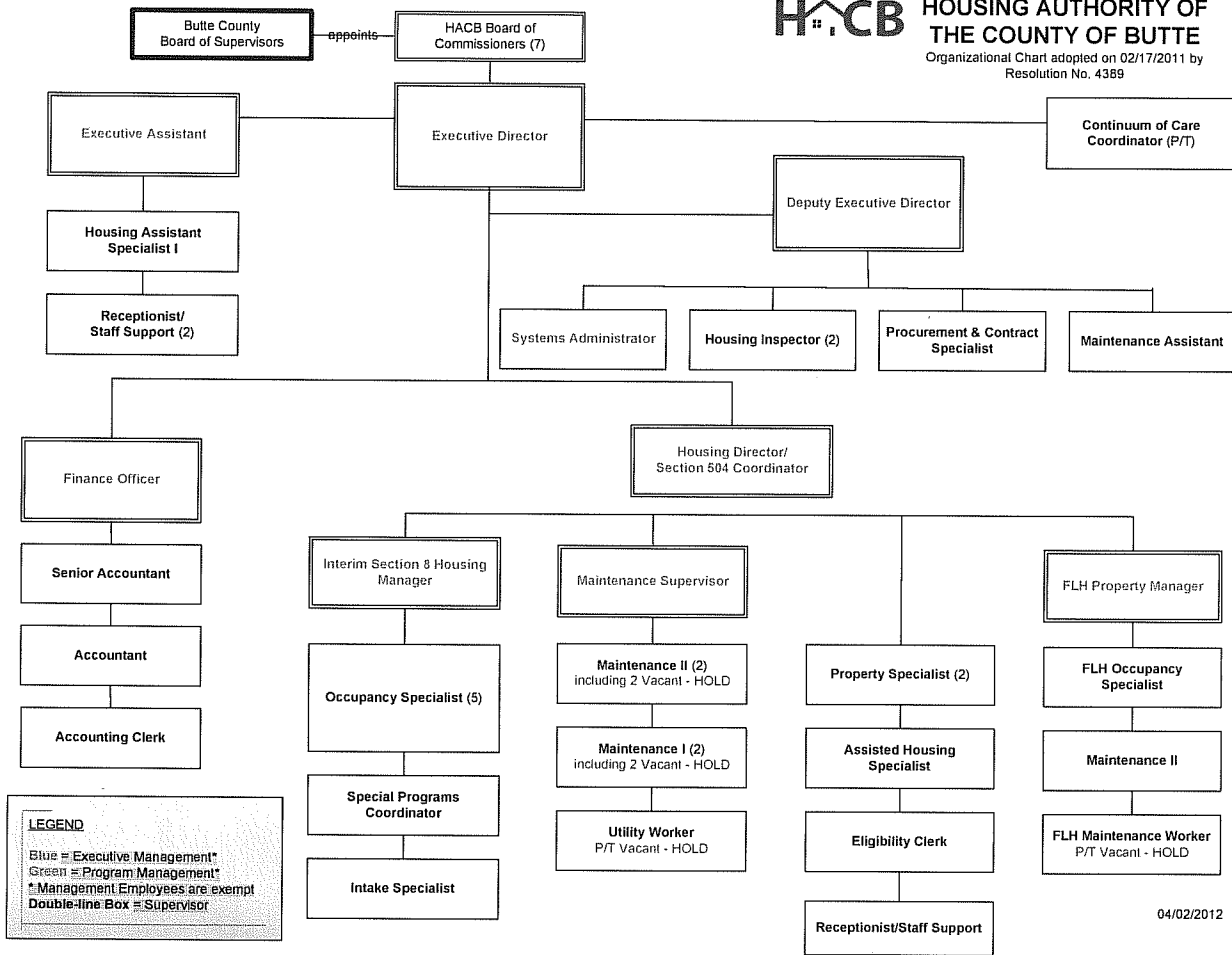 HACB
HOUSING AUTHORITY OF
THE COUNTY OF BUTTE
Organizational Chart adopted on 02/17/2011 by
Resolution No. 4389
Butte County
Board of Supervisors
appoints
HACB Board of
Commissioners (7)
Executive Assistant
Executive Director
Continuum of Care
Coordinator (P/T)
Deputy Executive Director
Housing Assistant
Specialist I
Receptionist/
Staff Support (2)
Systems Administrator
Housing Inspector (2)
Procurement & Contract
Specialist
Maintenance Assistant
Finance Officer
Housing Director/
Section 504 Coordinator
Senior Accountant
Accountant
Accounting Clerk
Interim Section 8 Housing
Manager
Occupancy Specialist (5)
Special Programs
Coordinator
Intake Specialist
Maintenance Supervisor
Maintenance II (2)
including 2 Vacant - HOLD
Maintenance I (2)
including 2 Vacant - HOLD
Utility Worker
P/T Vacant - HOLD
Property Specialist (2)
Assisted Housing
Specialist
Eligibility Clerk
Receptionist/Staff Support
FLH Property Manager
FLH Occupancy
Specialist
Maintenance II
FLH Maintenance Worker
P/T Vacant - HOLD
LEGEND
Blue = Executive Management*
Green = Program Management*
* Management Employees are exempt
Double-line Box = Supervisor
04/02/2012